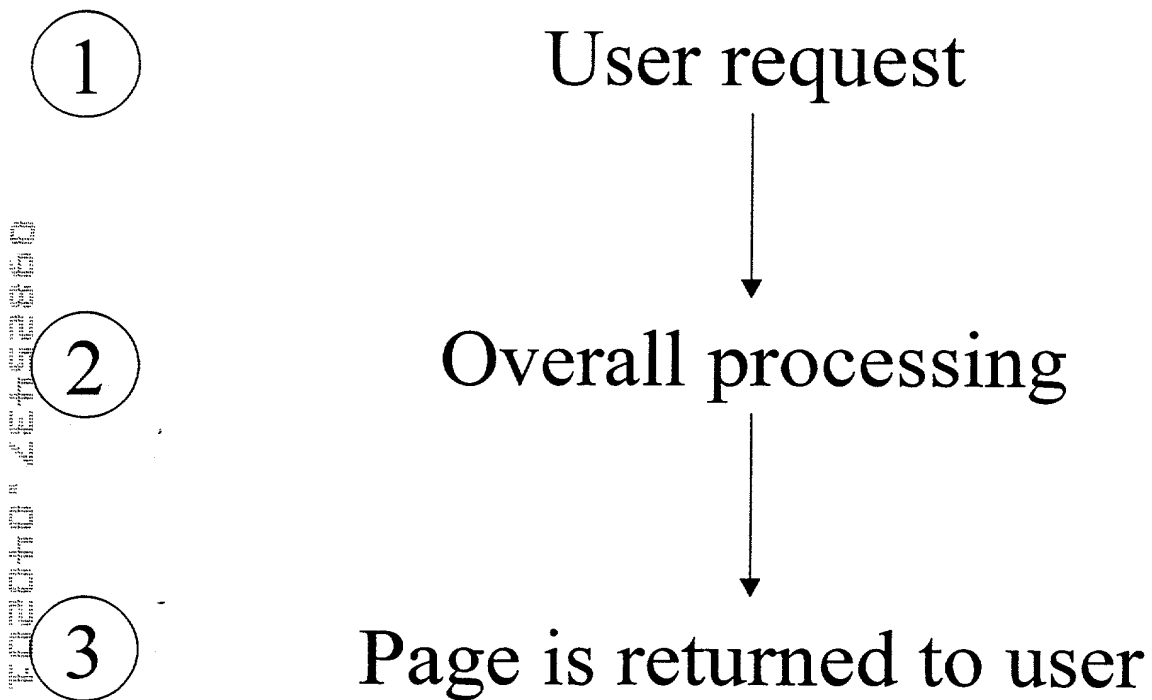 1 User request
2 Overall processing
3 Page is returned to user